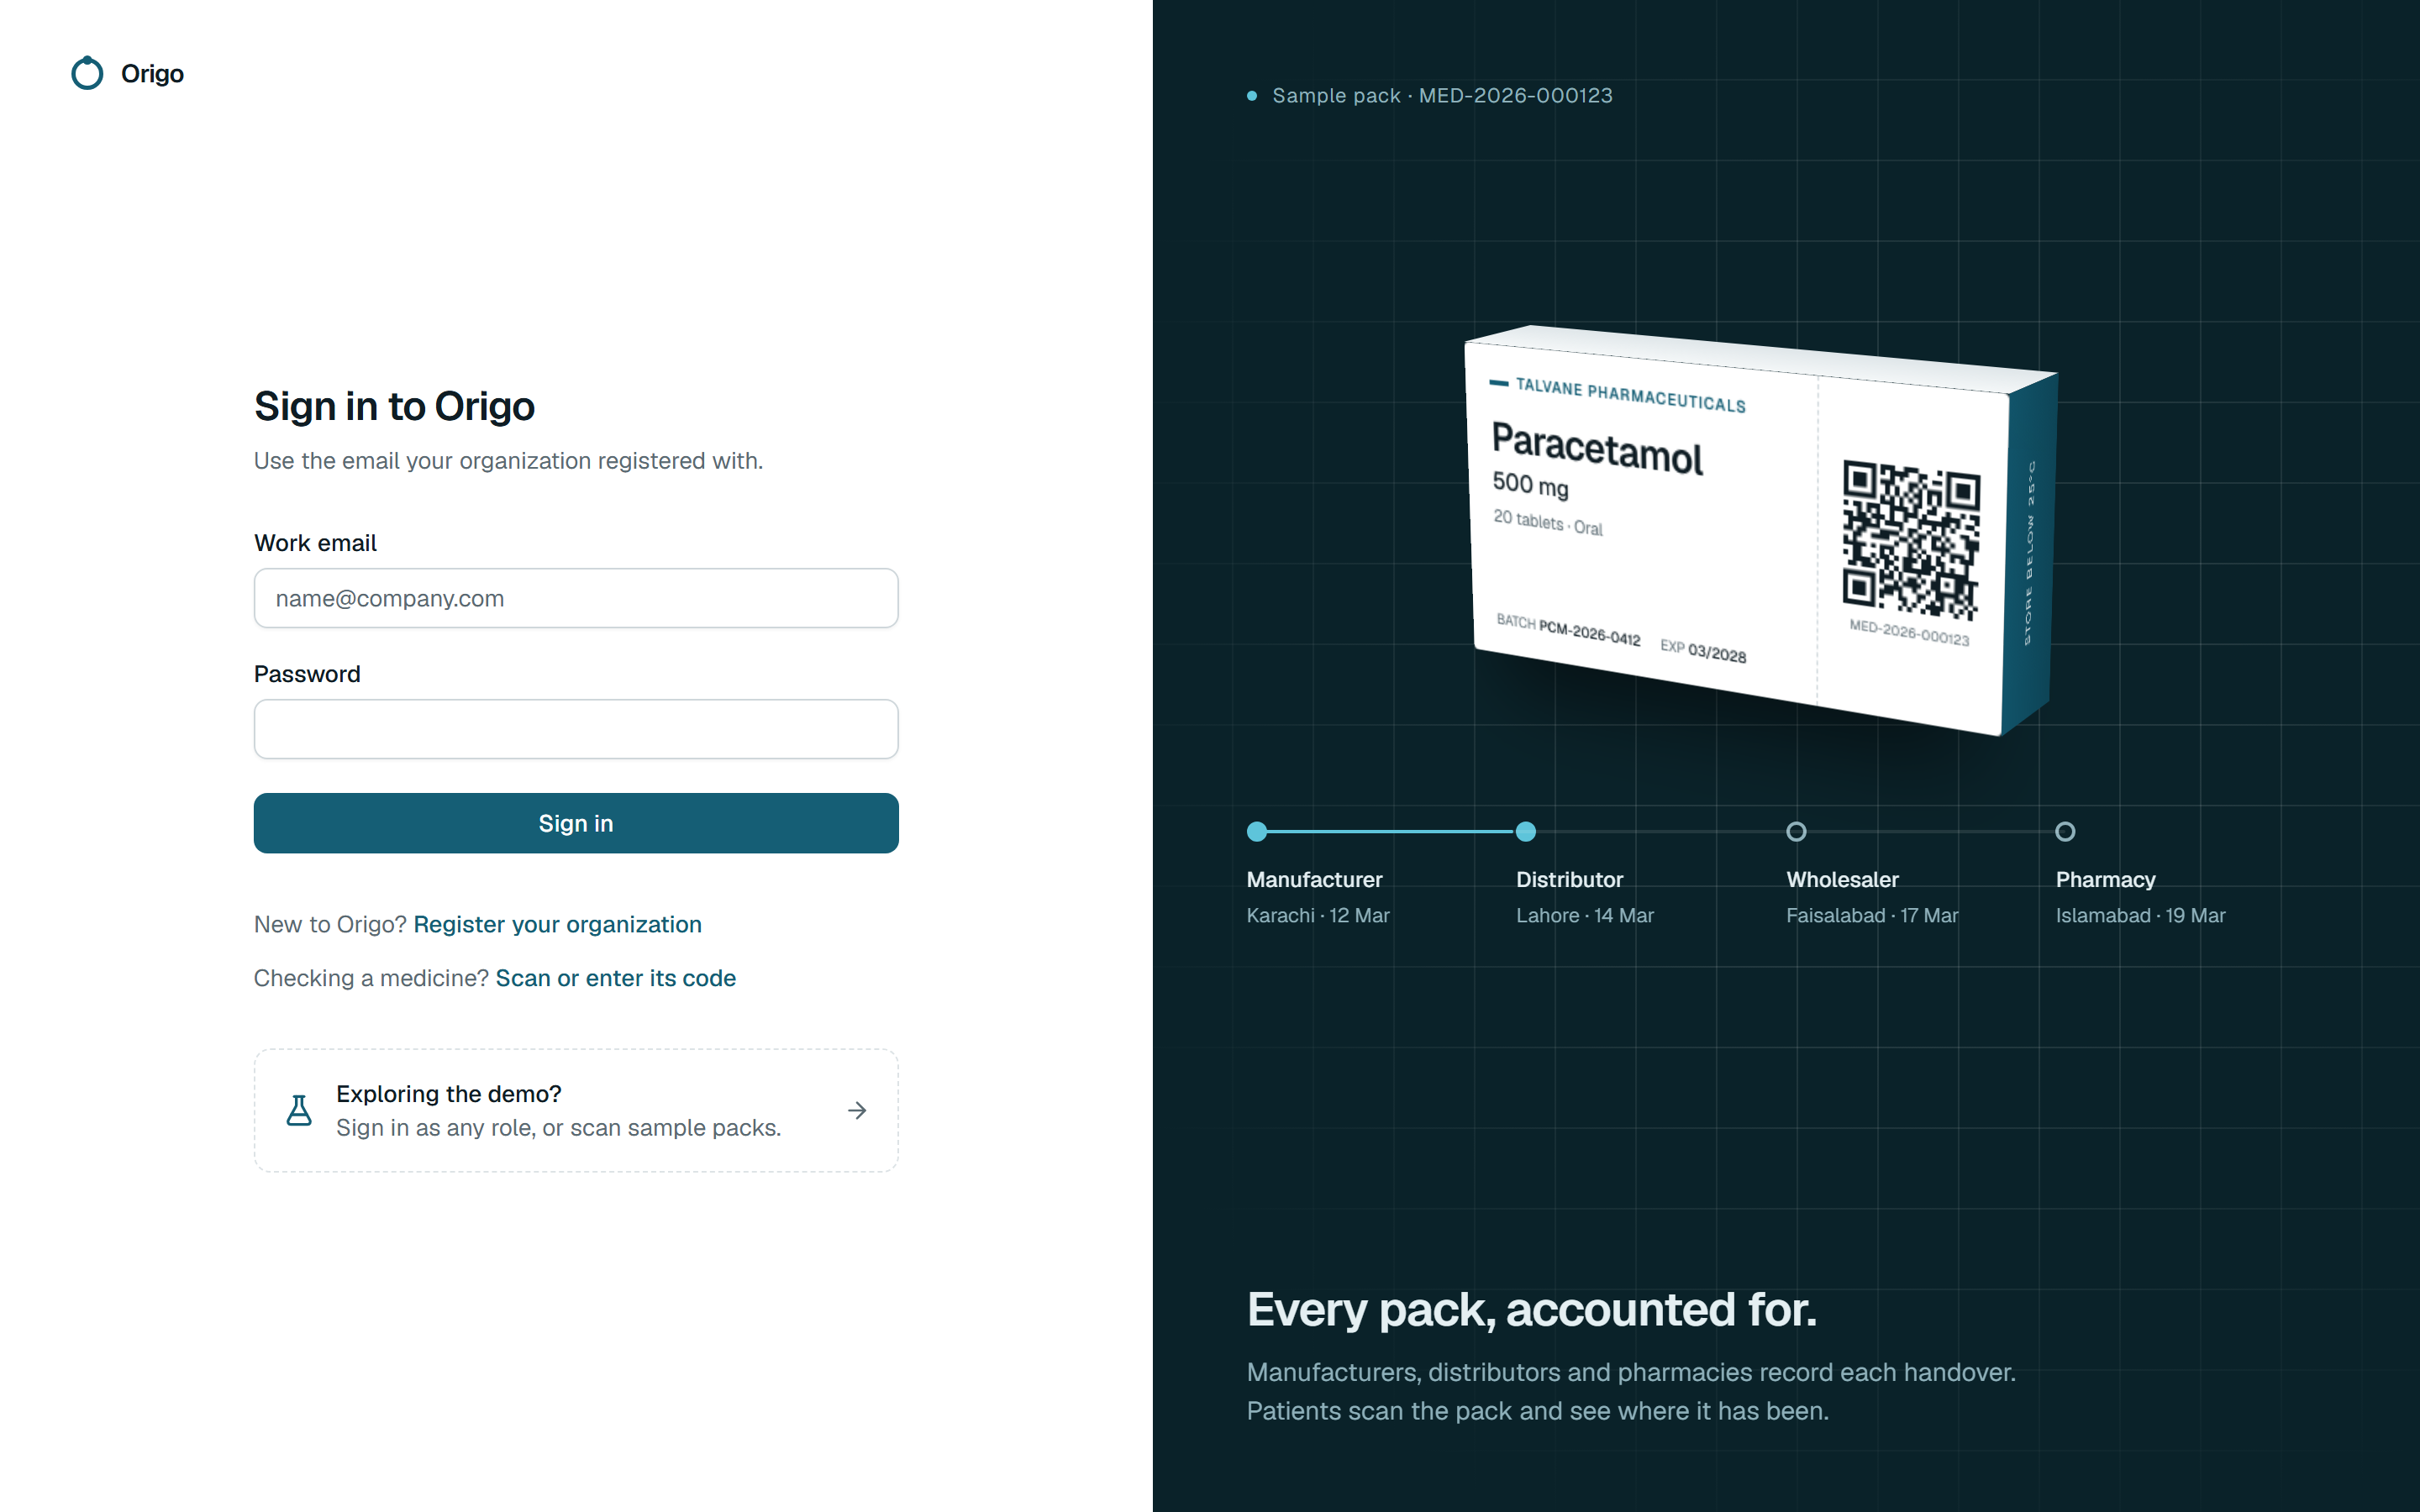 Origo
Sign in to Origo
Use the email your organization registered with.
Work email
name@company.com
Password
Sign in
New to Origo? Register your organization
Checking a medicine? Scan or enter its code
Exploring the demo?
Sign in as any role, or scan sample packs.
Sample pack · MED-2026-000123
TALVANE PHARMACEUTICALS
Paracetamol
500 mg
20 tablets · Oral
BATCH PCM-2026-0412 EXP 03/2028
MED-2026-000123
STORE BELOW 25°C
Manufacturer
Karachi · 12 Mar
Distributor
Lahore · 14 Mar
Wholesaler
Faisalabad · 17 Mar
Pharmacy
Islamabad · 19 Mar
Every pack, accounted for.
Manufacturers, distributors and pharmacies record each handover.
Patients scan the pack and see where it has been.